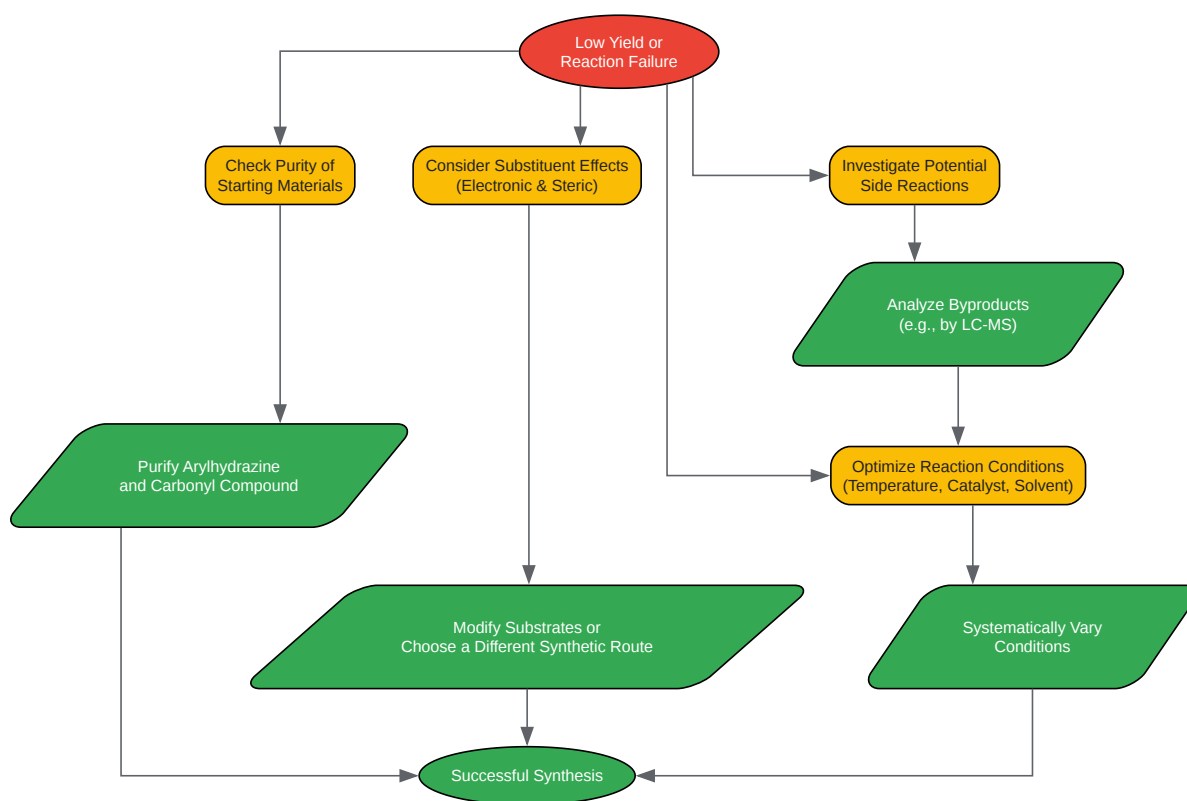 Low Yield or
Reaction Failure
Check Purity of
Starting Materials
Consider Substituent Effects
(Electronic & Steric)
Investigate Potential
Side Reactions
Analyze Byproducts
(e.g., by LC-MS)
Purify Arylhydrazine
and Carbonyl Compound
Optimize Reaction Conditions
(Temperature, Catalyst, Solvent)
Modify Substrates or
Choose a Different Synthetic Route
Systematically Vary
Conditions
Successful Synthesis